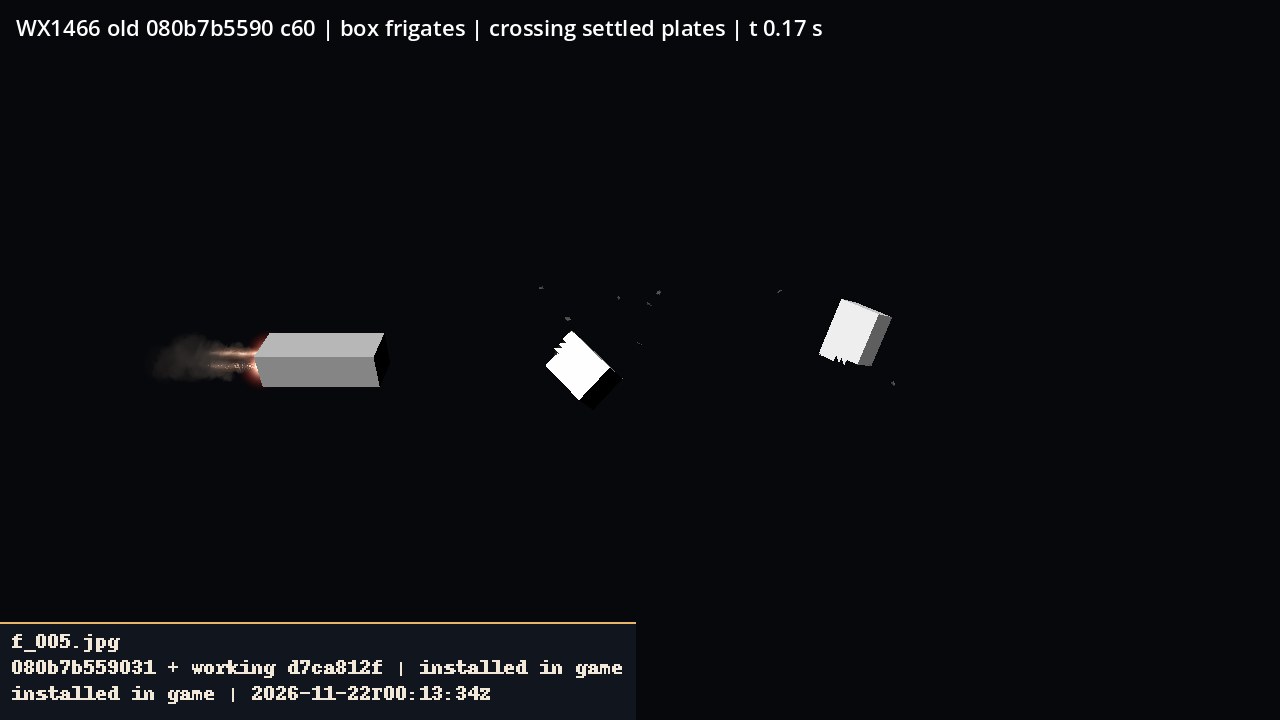 WX1466 old 080b7b5590 c60 | box frigates | crossing settled plates | t 0.17 s
f_005.jpg
080b7b559031 + working d7ca812f | installed in game
installed in game | 2026-11-22T00:13:34Z